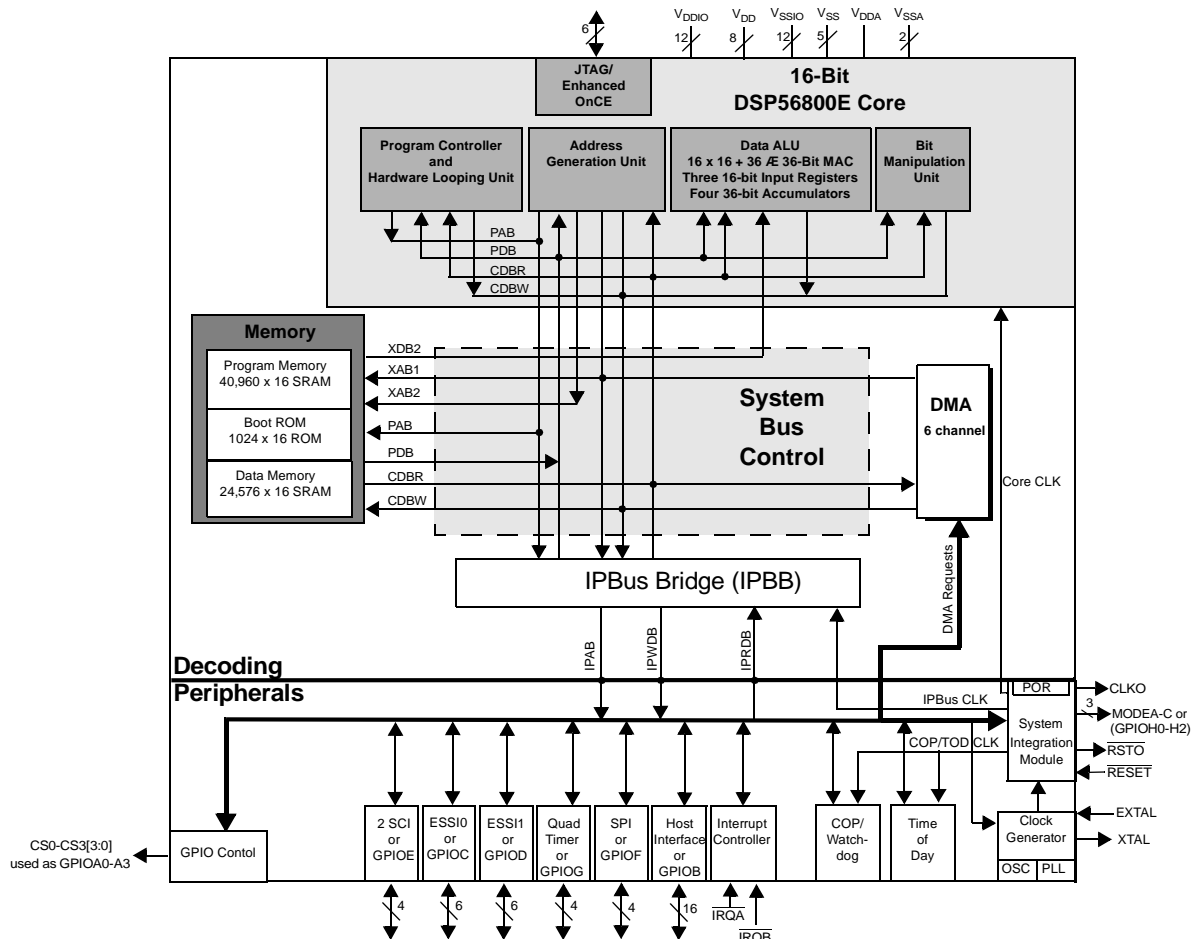 VDDIO VDD VSSIO VSS VDDA VSSA
6 12 8 12 5 2
JTAG/
Enhanced
OnCE
16-Bit
DSP56800E Core
Program Controller
and
Hardware Looping Unit
Address
Generation Unit
Data ALU
16 x 16 + 36 Æ 36-Bit MAC
Three 16-bit Input Registers
Four 36-bit Accumulators
Bit
Manipulation
Unit
PAB
PDB
CDBR
CDBW
Memory
Program Memory
40,960 x 16 SRAM
Boot ROM
1024 x 16 ROM
Data Memory
24,576 x 16 SRAM
XDB2
XAB1
XAB2
PAB
PDB
CDBR
CDBW
System
Bus
Control
DMA
6 channel
Core CLK
IPBus Bridge (IPBB)
DMA Requests
IPAB
IPWDB
IPRDB
Decoding
Peripherals
IPBus CLK
COP/TOD CLK
POR
System
Integration
Module
CLKO
3
MODEA-C or
(GPIOH0-H2)
RSTO
RESET
EXTAL
XTAL
Clock
Generator
OSC PLL
CS0-CS3[3:0]
used as GPIOA0-A3
GPIO Contol
2 SCI
or
GPIOE
ESSI0
or
GPIOC
ESSI1
or
GPIOD
Quad
Timer
or
GPIOG
SPI
or
GPIOF
Host
Interface
or
GPIOB
Interrupt
Controller
COP/
Watch-
dog
Time
of
Day
4 6 6 4 4 16
IRQA
IRQB